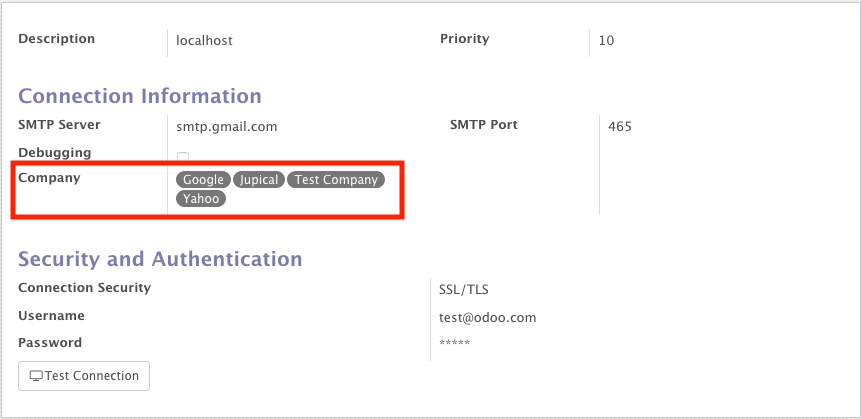 Description localhost Priority 10
Connection Information
SMTP Server smtp.gmail.com SMTP Port 465
Debugging
Company Google Jupical Test Company
Yahoo
Security and Authentication
Connection Security SSL/TLS
Username test@odoo.com
Password *****
Test Connection